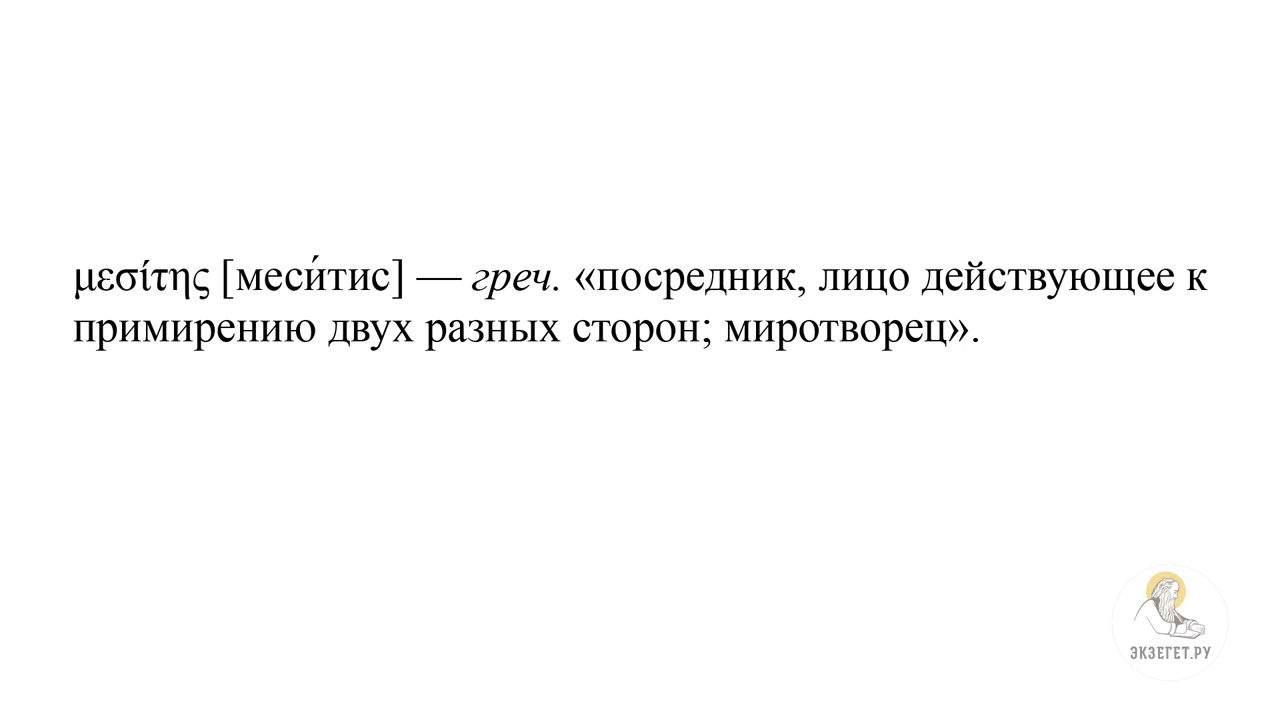 μεσίτης [меси́тис] — греч. «посредник, лицо действующее к
примирению двух разных сторон; миротворец».
ЭКЗЕГЕТ.РУ